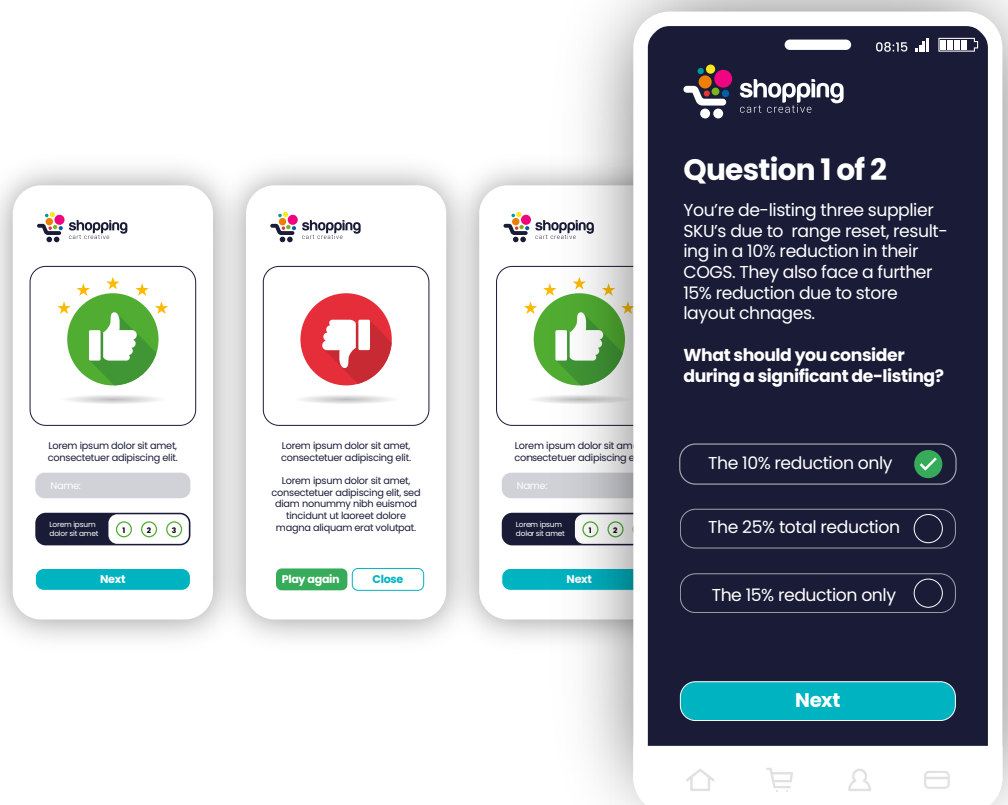 shopping
cart creative
Lorem ipsum dolor sit amet,
consectetuer adipiscing elit.
Name:
Lorem ipsum
dolor sit amet
1 2 3
Next
shopping
cart creative
Lorem ipsum dolor sit amet,
consectetuer adipiscing elit.
Lorem ipsum dolor sit amet,
consectetuer adipiscing elit, sed
diam nonummy nibh euismod
tincidunt ut laoreet dolore
magna aliquam erat volutpat.
Play again
Close
shopping
cart creative
Lorem ipsum dolor sit am
consectetuer adipiscing e
Name:
Lorem ipsum
dolor sit amet
1 2
Next
08:15
shopping
cart creative
Question 1 of 2
You’re de-listing three supplier
SKU’s due to  range reset, result-
ing in a 10% reduction in their
COGS. They also face a further
15% reduction due to store
layout chnages.
What should you consider
during a significant de-listing?
The 10% reduction only
The 25% total reduction
The 15% reduction only
Next